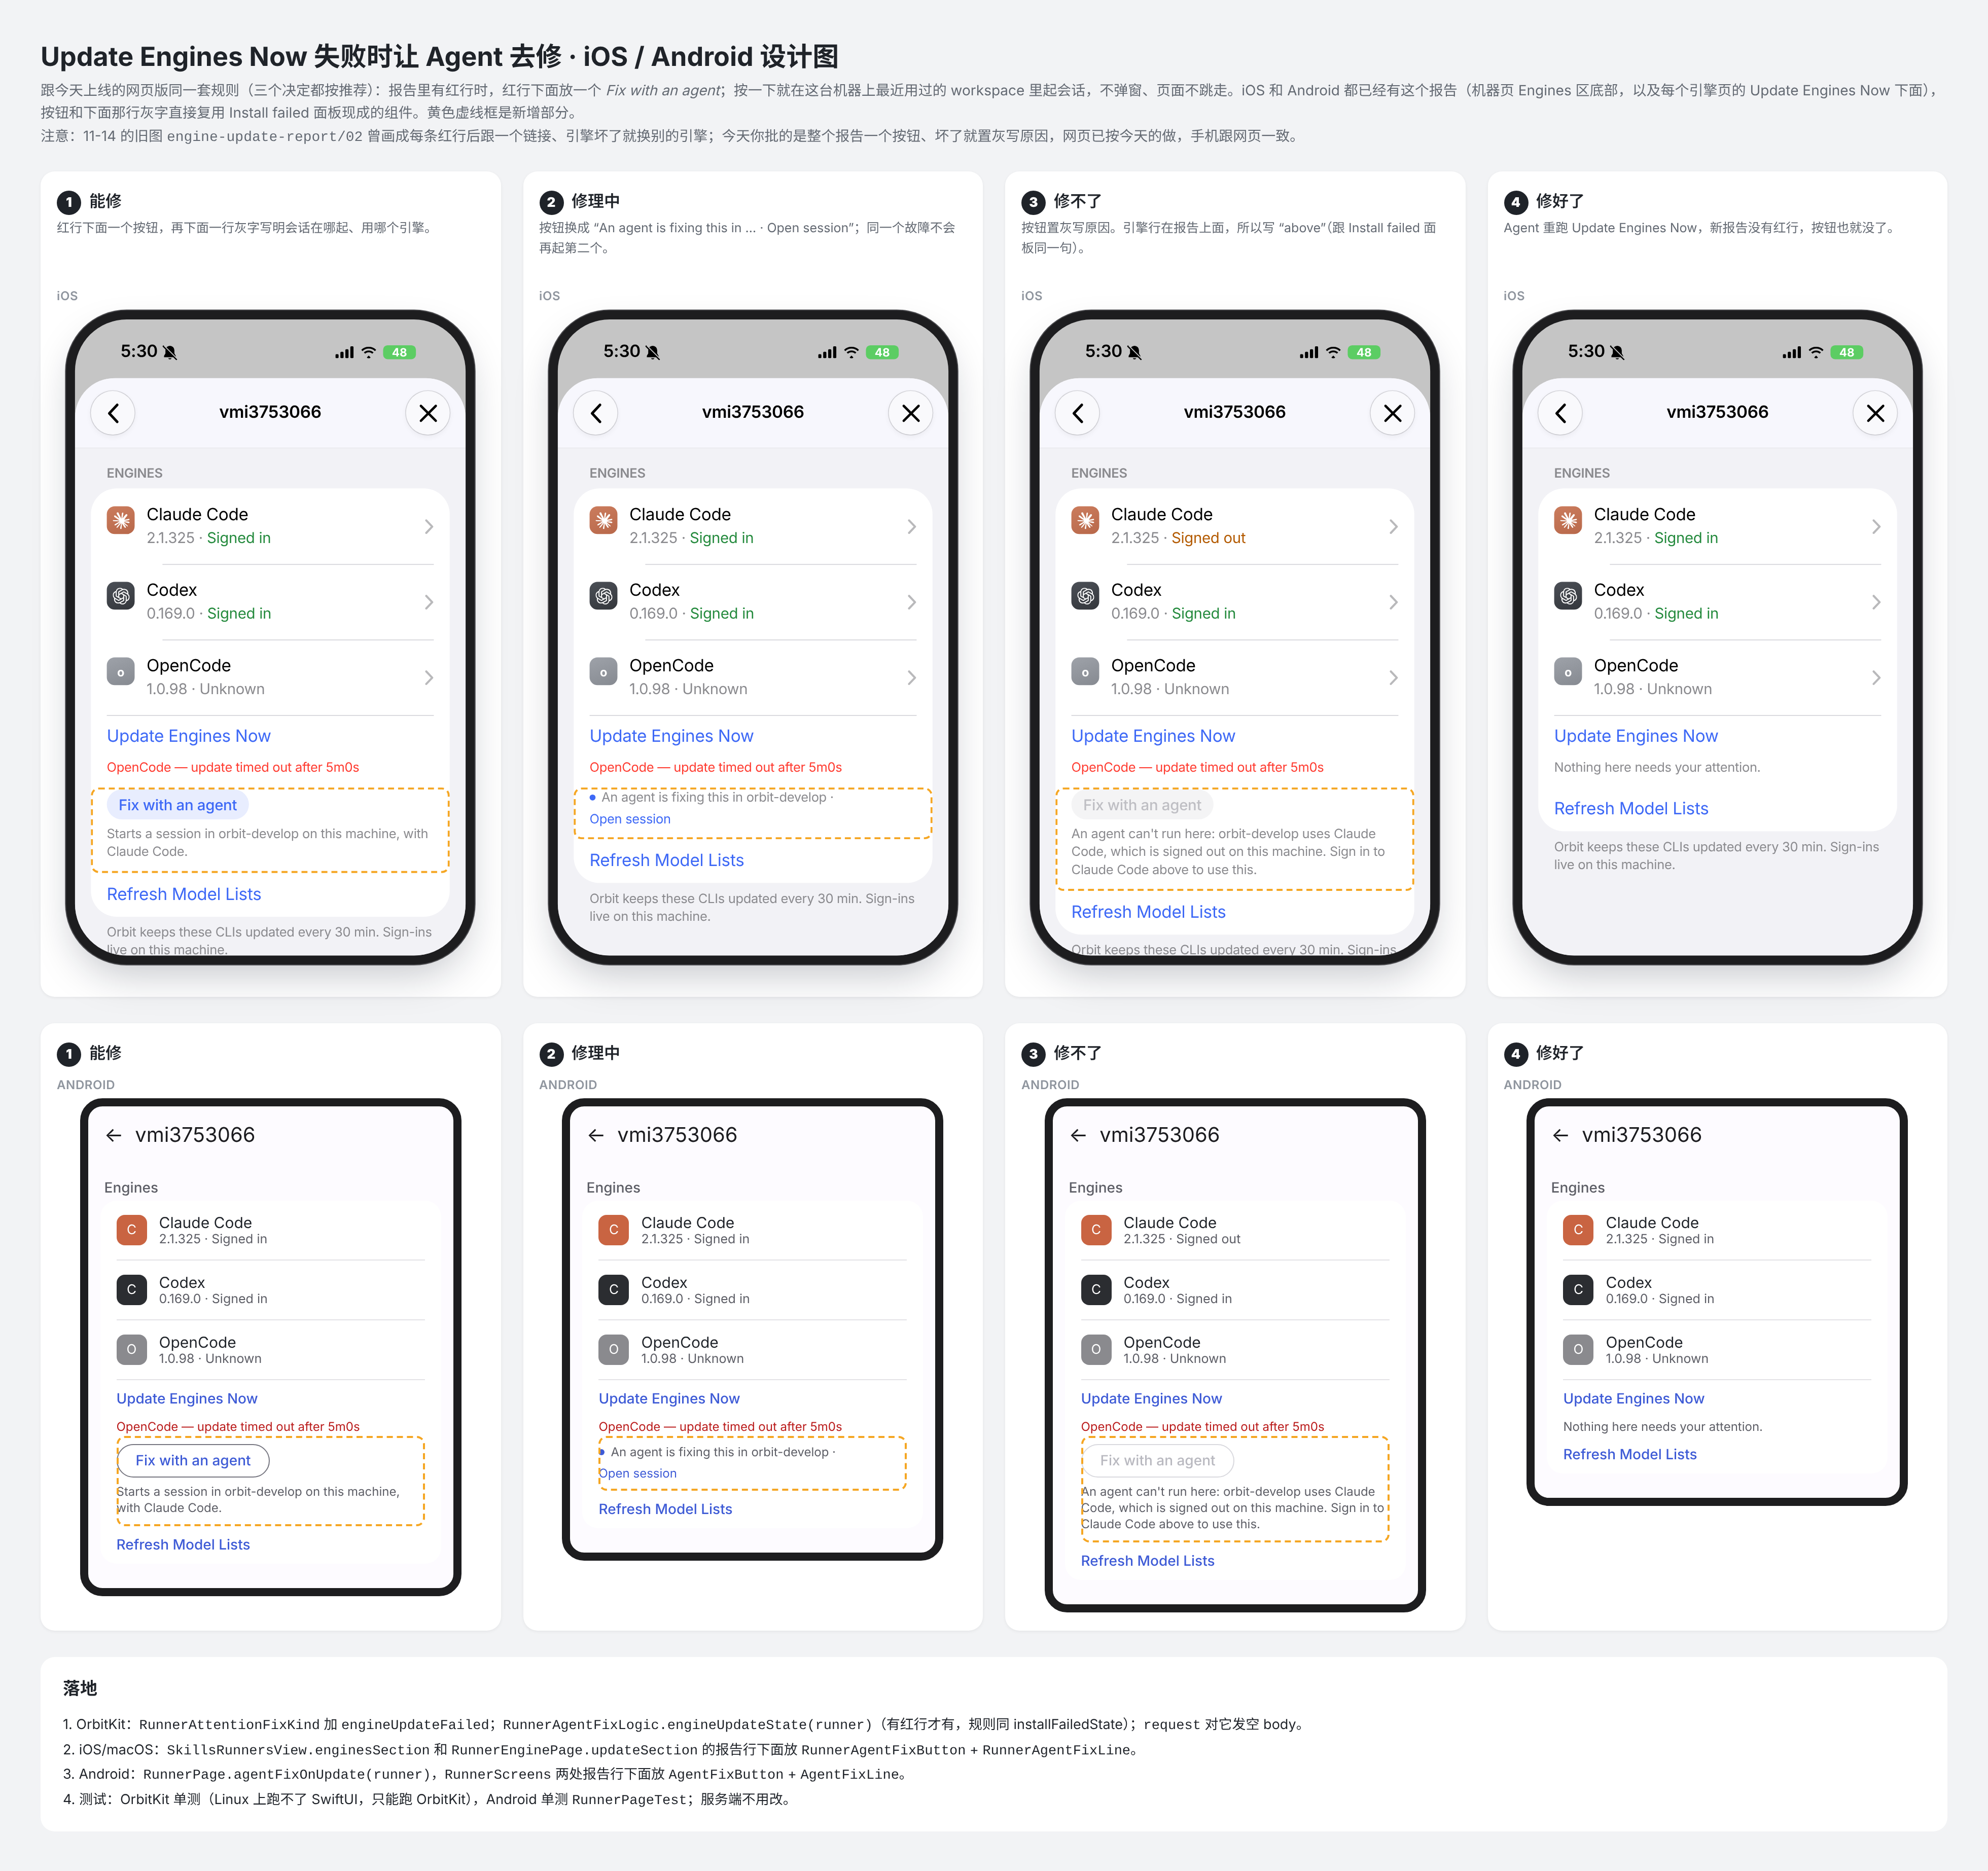 Update Engines Now 失败时让 Agent 去修 · iOS / Android 设计图
跟今天上线的网页版同一套规则（三个决定都按推荐）：报告里有红行时，红行下面放一个 Fix with an agent；按一下就在这台机器上最近用过的 workspace 里起会话，不弹窗、页面不跳走。iOS 和 Android 都已经有这个报告（机器页 Engines 区底部，以及每个引擎页的 Update Engines Now 下面），
按钮和下面那行灰字直接复用 Install failed 面板现成的组件。黄色虚线框是新增部分。
注意：11-14 的旧图 engine-update-report/02 曾画成每条红行后跟一个链接、引擎坏了就换别的引擎；今天你批的是整个报告一个按钮、坏了就置灰写原因，网页已按今天的做，手机跟网页一致。
1 能修
红行下面一个按钮，再下面一行灰字写明会话在哪起、用哪个引擎。
iOS
5:30
48
vmi3753066
ENGINES
Claude Code
2.1.325 · Signed in
Codex
0.169.0 · Signed in
OpenCode
1.0.98 · Unknown
Update Engines Now
OpenCode — update timed out after 5m0s
Fix with an agent
Starts a session in orbit-develop on this machine, with
Claude Code.
Refresh Model Lists
Orbit keeps these CLIs updated every 30 min. Sign-ins
live on this machine.
2 修理中
按钮换成 “An agent is fixing this in ... · Open session”；同一个故障不会
再起第二个。
iOS
5:30
48
vmi3753066
ENGINES
Claude Code
2.1.325 · Signed in
Codex
0.169.0 · Signed in
OpenCode
1.0.98 · Unknown
Update Engines Now
OpenCode — update timed out after 5m0s
An agent is fixing this in orbit-develop ·
Open session
Refresh Model Lists
Orbit keeps these CLIs updated every 30 min. Sign-ins
live on this machine.
3 修不了
按钮置灰写原因。引擎行在报告上面，所以写 “above”（跟 Install failed 面
板同一句）。
iOS
5:30
48
vmi3753066
ENGINES
Claude Code
2.1.325 · Signed out
Codex
0.169.0 · Signed in
OpenCode
1.0.98 · Unknown
Update Engines Now
OpenCode — update timed out after 5m0s
Fix with an agent
An agent can't run here: orbit-develop uses Claude
Code, which is signed out on this machine. Sign in to
Claude Code above to use this.
Refresh Model Lists
Orbit keeps these CLIs updated every 30 min. Sign-ins
4 修好了
Agent 重跑 Update Engines Now，新报告没有红行，按钮也就没了。
iOS
5:30
48
vmi3753066
ENGINES
Claude Code
2.1.325 · Signed in
Codex
0.169.0 · Signed in
OpenCode
1.0.98 · Unknown
Update Engines Now
Nothing here needs your attention.
Refresh Model Lists
Orbit keeps these CLIs updated every 30 min. Sign-ins
live on this machine.
1 能修
ANDROID
vmi3753066
Engines
C
Claude Code
2.1.325 · Signed in
C
Codex
0.169.0 · Signed in
O
OpenCode
1.0.98 · Unknown
Update Engines Now
OpenCode — update timed out after 5m0s
Fix with an agent
Starts a session in orbit-develop on this machine,
with Claude Code.
Refresh Model Lists
2 修理中
ANDROID
vmi3753066
Engines
C
Claude Code
2.1.325 · Signed in
C
Codex
0.169.0 · Signed in
O
OpenCode
1.0.98 · Unknown
Update Engines Now
OpenCode — update timed out after 5m0s
An agent is fixing this in orbit-develop ·
Open session
Refresh Model Lists
3 修不了
ANDROID
vmi3753066
Engines
C
Claude Code
2.1.325 · Signed out
C
Codex
0.169.0 · Signed in
O
OpenCode
1.0.98 · Unknown
Update Engines Now
OpenCode — update timed out after 5m0s
Fix with an agent
An agent can't run here: orbit-develop uses Claude
Code, which is signed out on this machine. Sign in to
Claude Code above to use this.
Refresh Model Lists
4 修好了
ANDROID
vmi3753066
Engines
C
Claude Code
2.1.325 · Signed in
C
Codex
0.169.0 · Signed in
O
OpenCode
1.0.98 · Unknown
Update Engines Now
Nothing here needs your attention.
Refresh Model Lists
落地
1. OrbitKit：RunnerAttentionFixKind 加 engineUpdateFailed；RunnerAgentFixLogic.engineUpdateState(runner)（有红行才有，规则同 installFailedState）；request 对它发空 body。
2. iOS/macOS：SkillsRunnersView.enginesSection 和 RunnerEnginePage.updateSection 的报告行下面放 RunnerAgentFixButton + RunnerAgentFixLine。
3. Android：RunnerPage.agentFixOnUpdate(runner)，RunnerScreens 两处报告行下面放 AgentFixButton + AgentFixLine。
4. 测试：OrbitKit 单测（Linux 上跑不了 SwiftUI，只能跑 OrbitKit），Android 单测 RunnerPageTest；服务端不用改。